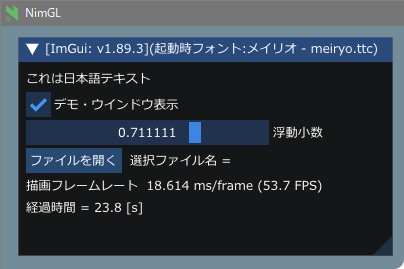 NimGL
▼ [ImGui: v1.89.3](起動時フォント:メイリオ - meiryo.ttc)
これは日本語テキスト
デモ・ウインドウ表示
0.711111 浮動小数
ファイルを開く 選択ファイル名 =
描画フレームレート 18.614 ms/frame (53.7 FPS)
経過時間 = 23.8 [s]